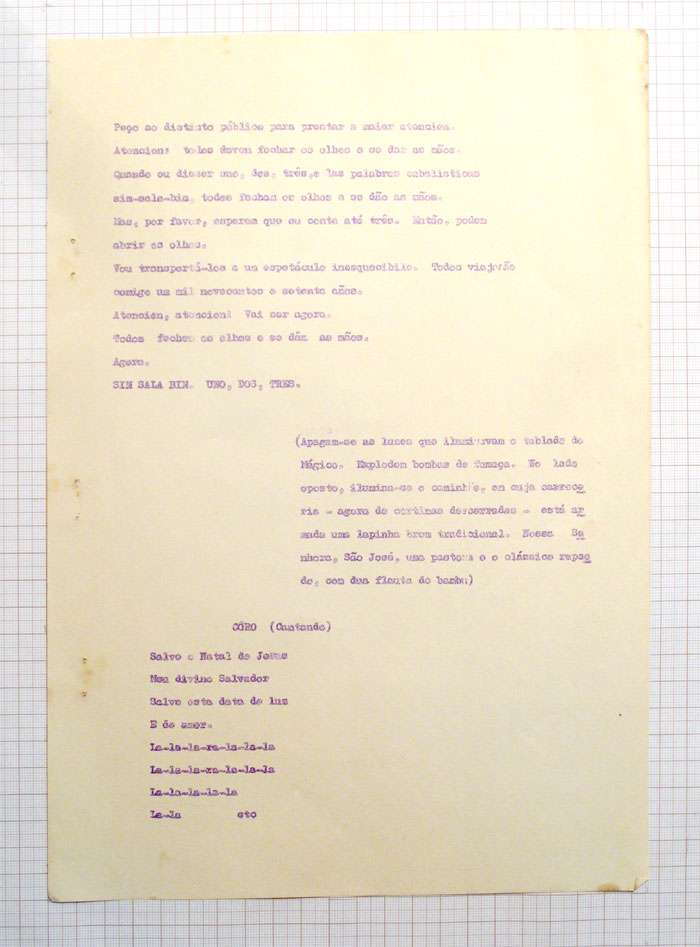 Peço ao distinto público para prestar a maior atencion.
Atencion: todos devem fechar os olhos e se dar as mãos.
Quando eu disser uno, dos, três, e las palabras cabalisticas
sim-sala-bim, todos fecham os olhos e se dão as mãos.
Mas, por favor, esperem que eu conte até três. Então, podem
abrir os olhos.
Vou transportá-los a um espetáculo inesquecibile. Todos viajarão
comigo um mil novecentos e setenta años.
Atencion, atencion! Vai ser agora.
Todos fechem os olhos e se dêm as mãos.
Agora.
SIM SALA BIM. UNO, DOS, TRES.
(Apagam-se as luzes que iluminavam o tablado do
Mágico. Explodem bombas de fumaça. No lado
oposto, ilumina-se o caminhão, em cuja carroce
ria - agora de cortinas descerradas - está ar
mada uma lapinha bem tradicional. Nossa Se
nhora, São José, uma pastora e o clássico rapso
do, com sua flauta de bambu)
CÔRO (Cantando)
Salve o Natal de Jesus
Meu divino Salvador
Salve esta data de luz
E de amor.
La-la-la-ra-la-la-la
La-la-la-ra-la-la-la
La-la-la-la-la
La-la etc